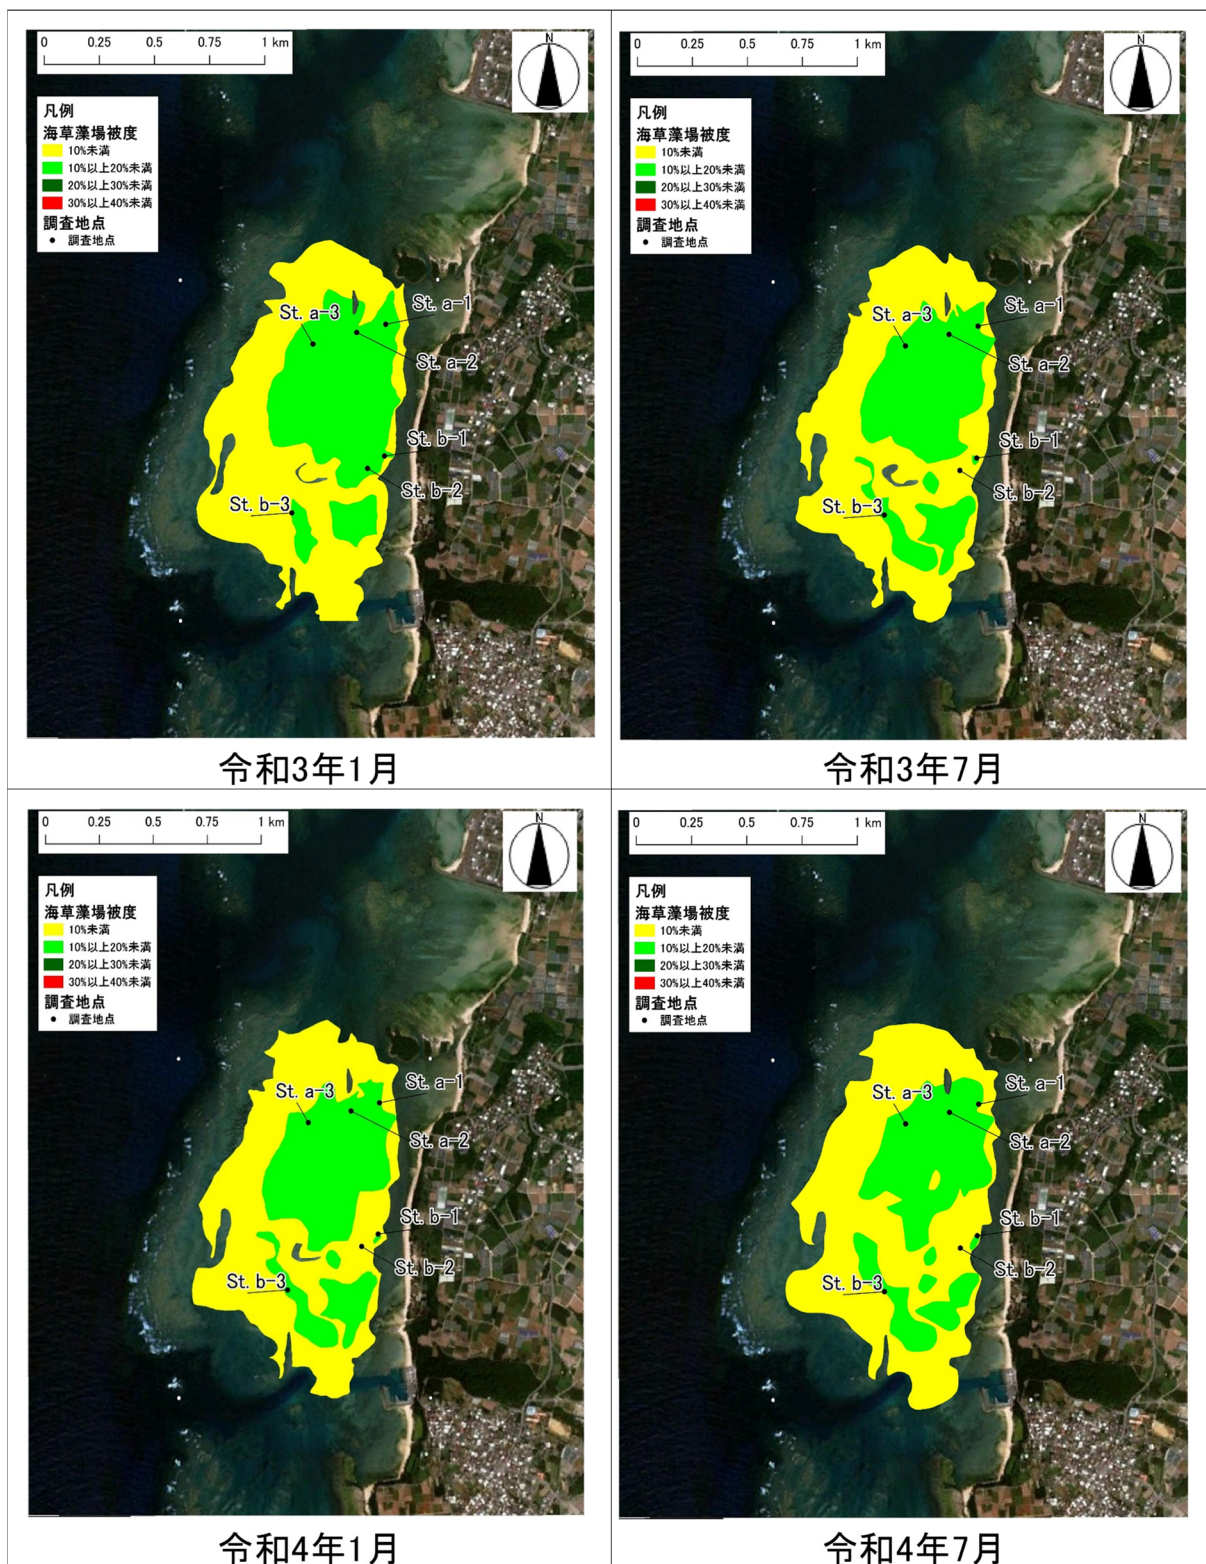 0 0.25 0.5 0.75 1 km
N
凡例
海草藻場被度
10%未満
10%以上20%未満
20%以上30%未満
30%以上40%未満
調査地点
調査地点
St. a-1
St. a-3
St. a-2
St. b-1
St. b-2
St. b-3
令和3年1月
0 0.25 0.5 0.75 1 km
N
凡例
海草藻場被度
10%未満
10%以上20%未満
20%以上30%未満
30%以上40%未満
調査地点
調査地点
St. a-1
St. a-3
St. a-2
St. b-1
St. b-2
St. b-3
令和3年7月
0 0.25 0.5 0.75 1 km
N
凡例
海草藻場被度
10%未満
10%以上20%未満
20%以上30%未満
30%以上40%未満
調査地点
調査地点
St. a-1
St. a-3
St. a-2
St. b-1
St. b-2
St. b-3
令和4年1月
0 0.25 0.5 0.75 1 km
N
凡例
海草藻場被度
10%未満
10%以上20%未満
20%以上30%未満
30%以上40%未満
調査地点
調査地点
St. a-1
St. a-3
St. a-2
St. b-1
St. b-2
St. b-3
令和4年7月